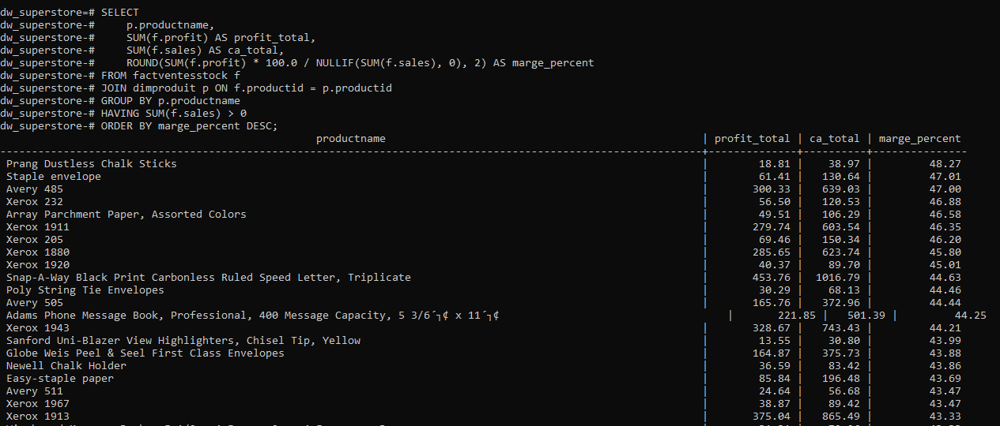 dw_superstore=# SELECT
dw_superstore-#     p.productname,
dw_superstore-#     SUM(f.profit) AS profit_total,
dw_superstore-#     SUM(f.sales) AS ca_total,
dw_superstore-#     ROUND(SUM(f.profit) * 100.0 / NULLIF(SUM(f.sales), 0), 2) AS marge_percent
dw_superstore-# FROM factventesstock f
dw_superstore-# JOIN dimproduit p ON f.productid = p.productid
dw_superstore-# GROUP BY p.productname
dw_superstore-# HAVING SUM(f.sales) > 0
dw_superstore-# ORDER BY marge_percent DESC;
productname | profit_total | ca_total | marge_percent
Prang Dustless Chalk Sticks | 18.81 | 38.97 | 48.27
Staple envelope | 61.41 | 130.64 | 47.01
Avery 485 | 300.33 | 639.03 | 47.00
Xerox 232 | 56.50 | 120.53 | 46.88
Array Parchment Paper, Assorted Colors | 49.51 | 106.29 | 46.58
Xerox 1911 | 279.74 | 603.54 | 46.35
Xerox 205 | 69.46 | 150.34 | 46.20
Xerox 1880 | 285.65 | 623.74 | 45.80
Xerox 1920 | 40.37 | 89.70 | 45.01
Snap-A-Way Black Print Carbonless Ruled Speed Letter, Triplicate | 453.76 | 1016.79 | 44.63
Poly String Tie Envelopes | 30.29 | 68.13 | 44.46
Avery 505 | 165.76 | 372.96 | 44.44
Adams Phone Message Book, Professional, 400 Message Capacity, 5 3/6´┐¢ x 11´┐¢ | 221.85 | 501.39 | 44.25
Xerox 1943 | 328.67 | 743.43 | 44.21
Sanford Uni-Blazer View Highlighters, Chisel Tip, Yellow | 13.55 | 30.80 | 43.99
Globe Weis Peel & Seel First Class Envelopes | 164.87 | 375.73 | 43.88
Newell Chalk Holder | 36.59 | 83.42 | 43.86
Easy-staple paper | 85.84 | 196.48 | 43.69
Avery 511 | 24.64 | 56.68 | 43.47
Xerox 1967 | 38.87 | 89.42 | 43.47
Xerox 1913 | 375.04 | 865.49 | 43.33